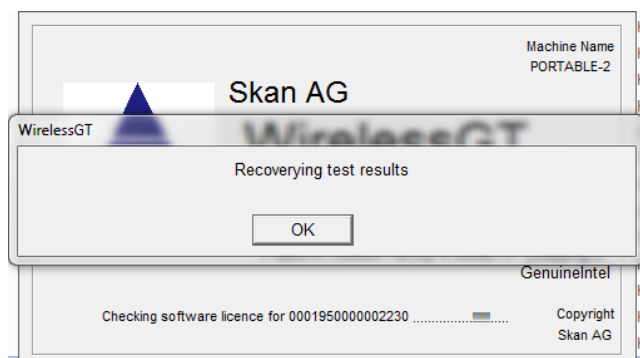 Machine Name
PORTABLE-2
Skan AG
WirelessGT
WirelessGT
Recoverying test results
OK
GenuineIntel
Checking software licence for 0001950000002230 ....................
Copyright
Skan AG